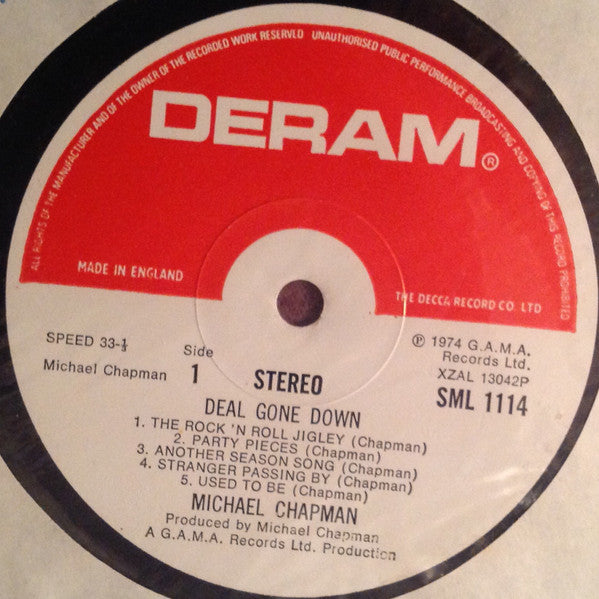 ALL RIGHTS OF THE MANUFACTURER AND OF THE OWNER OF THE RECORDED WORK RESERVED UNAUTHORISED PUBLIC PERFORMANCE BROADCASTING AND COPYING OF THIS RECORD PROHIBITED
DERAM®
MADE IN ENGLAND
THE DECCA RECORD CO. LTD
SPEED 33-⅓
Side
1
Michael Chapman
STEREO
℗ 1974 G.A.M.A.
Records Ltd.
XZAL 13042P
SML 1114
DEAL GONE DOWN
1. THE ROCK 'N ROLL JIGLEY (Chapman)
2. PARTY PIECES (Chapman)
3. ANOTHER SEASON SONG (Chapman)
4. STRANGER PASSING BY (Chapman)
5. USED TO BE (Chapman)
MICHAEL CHAPMAN
Produced by Michael Chapman
A G.A.M.A. Records Ltd. Production